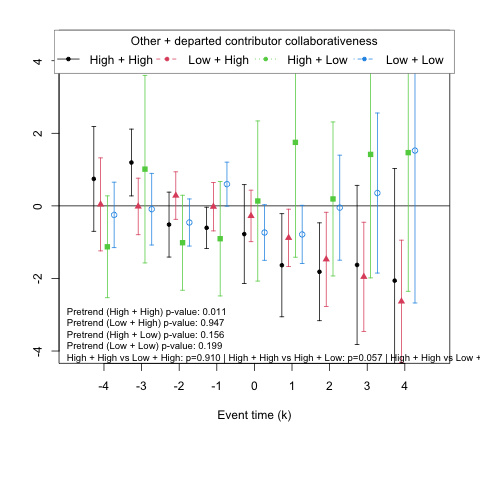 Other + departed contributor collaborativeness
High + High Low + High High + Low Low + Low
4
2
0
-2
-4
Pretrend (High + High) p-value: 0.011
Pretrend (Low + High) p-value: 0.947
Pretrend (High + Low) p-value: 0.156
Pretrend (Low + Low) p-value: 0.199
High + High vs Low + High: p=0.910 | High + High vs High + Low: p=0.057 | High + High vs Low +
-4 -3 -2 -1 0 1 2 3 4
Event time (k)